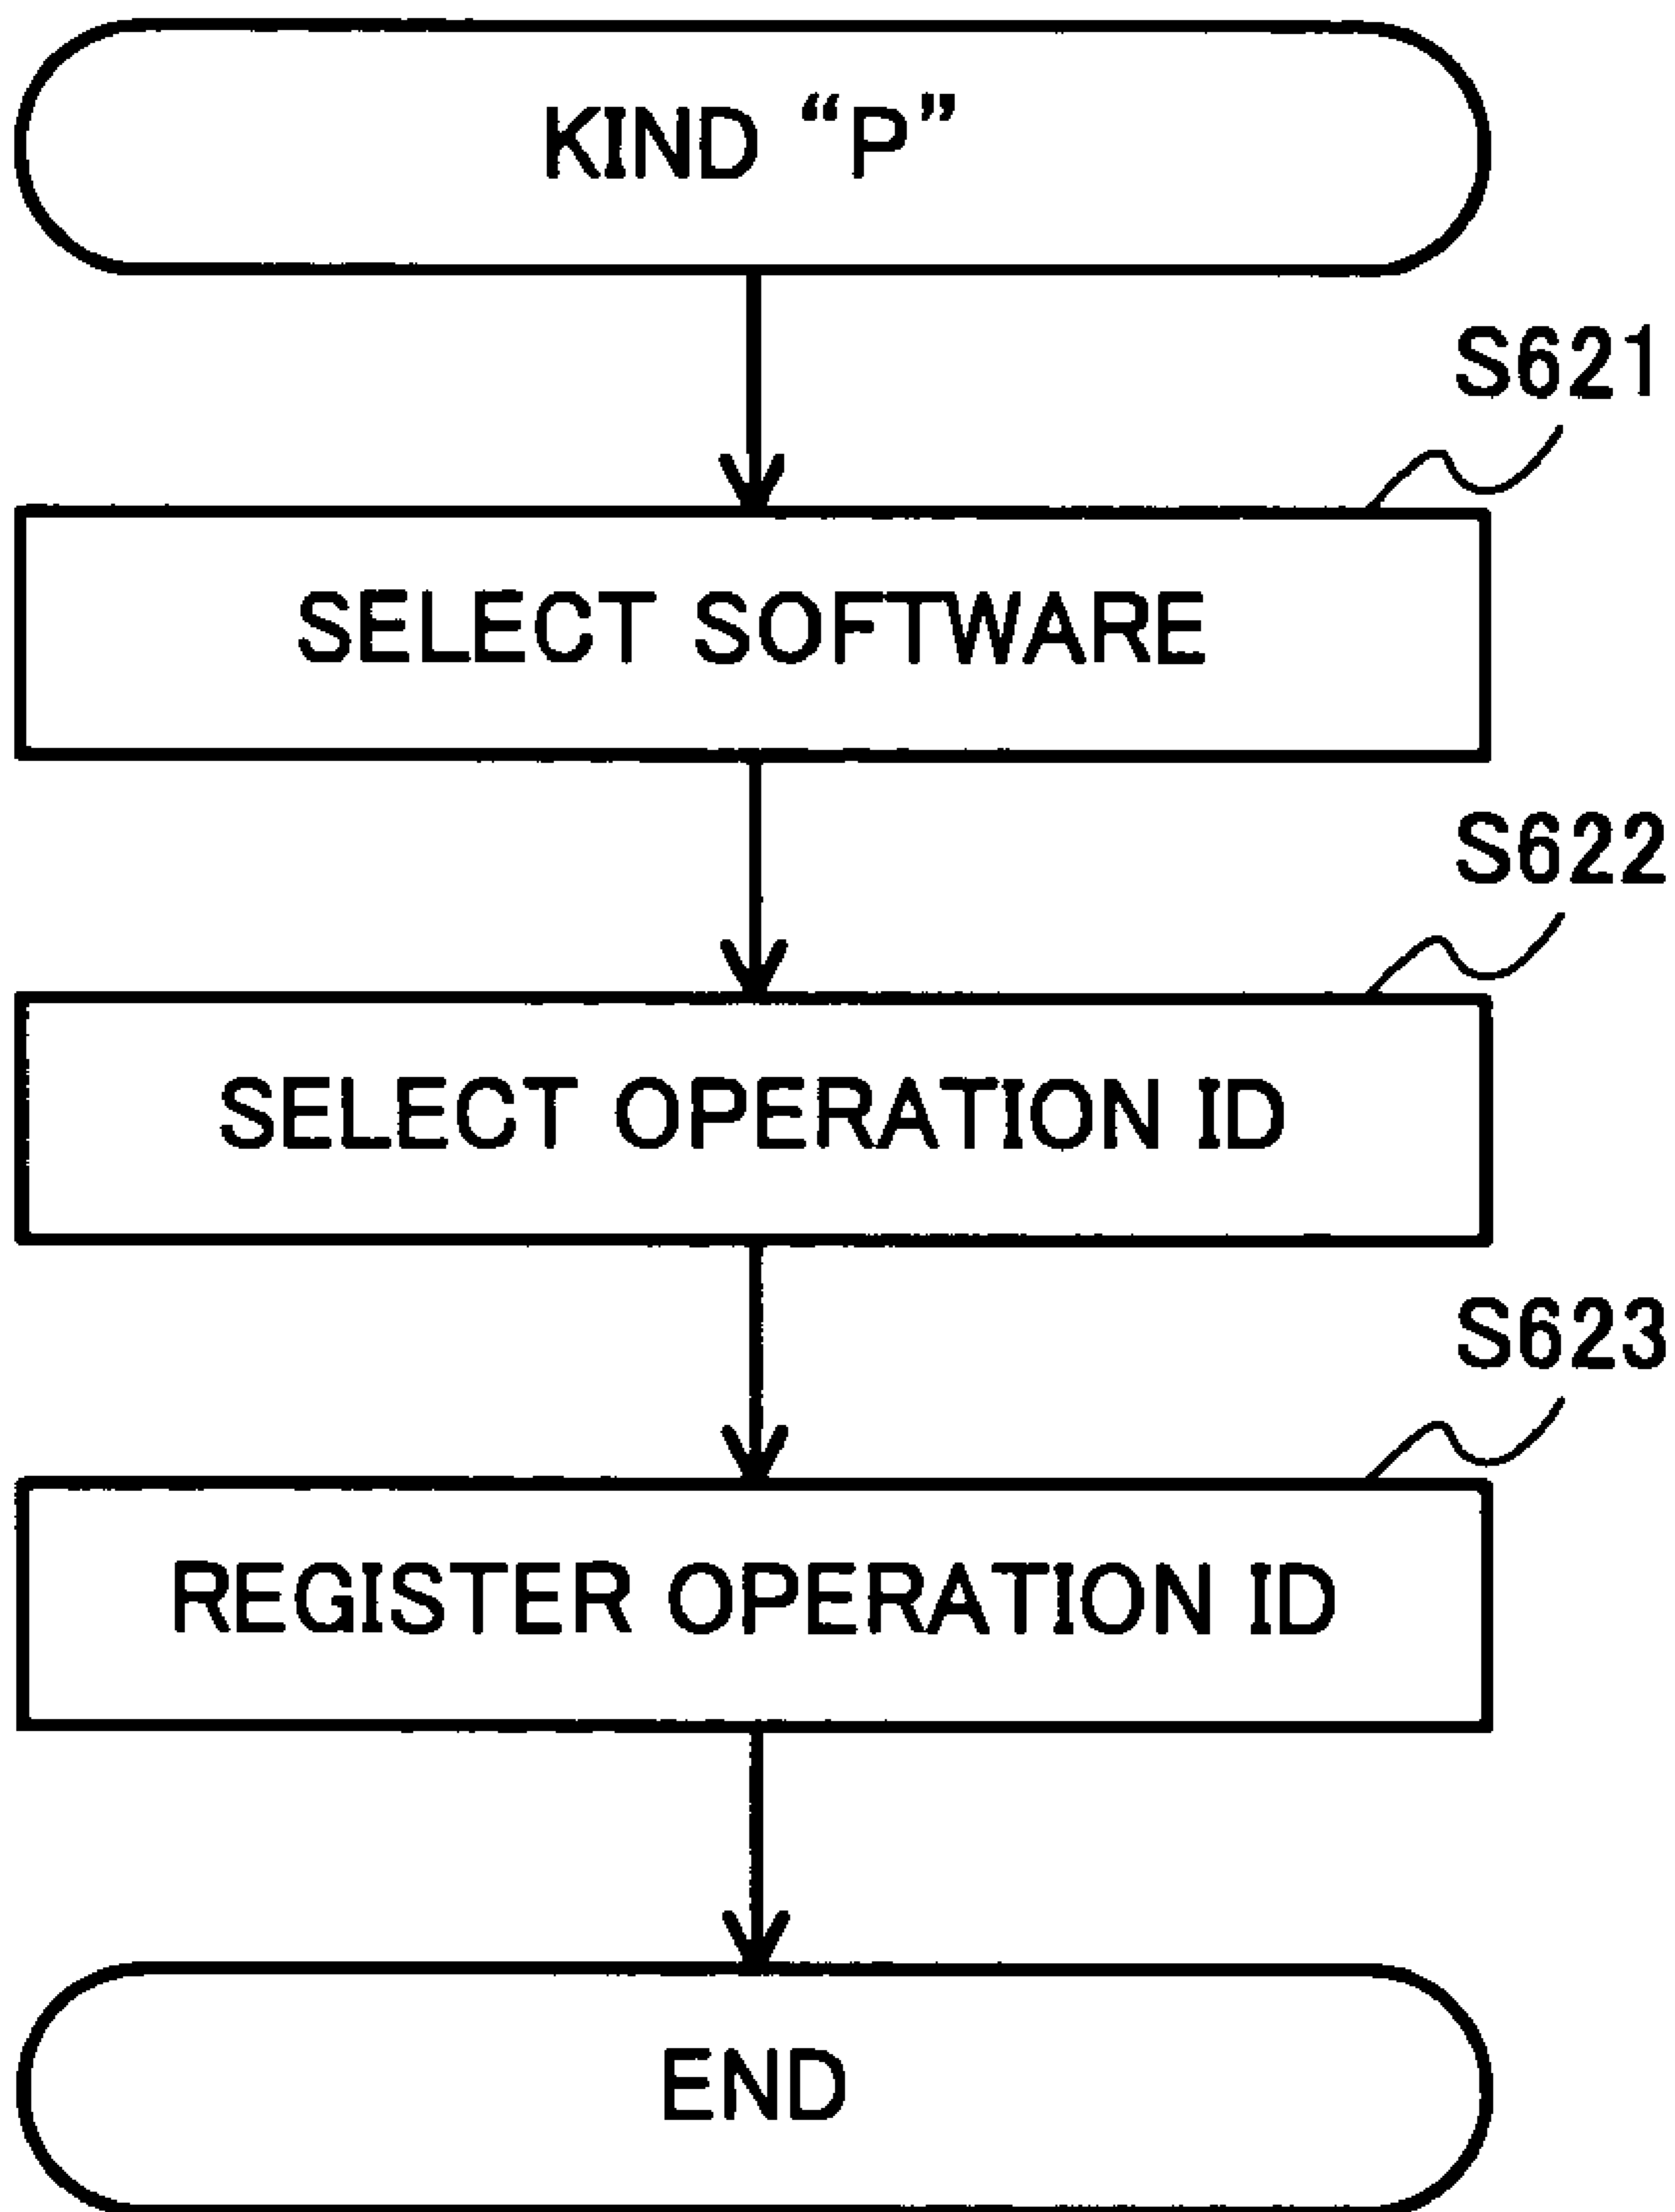 KIND “P”
S621
SELECT SOFTWARE
S622
SELECT OPERATION ID
S623
REGISTER OPERATION ID
END